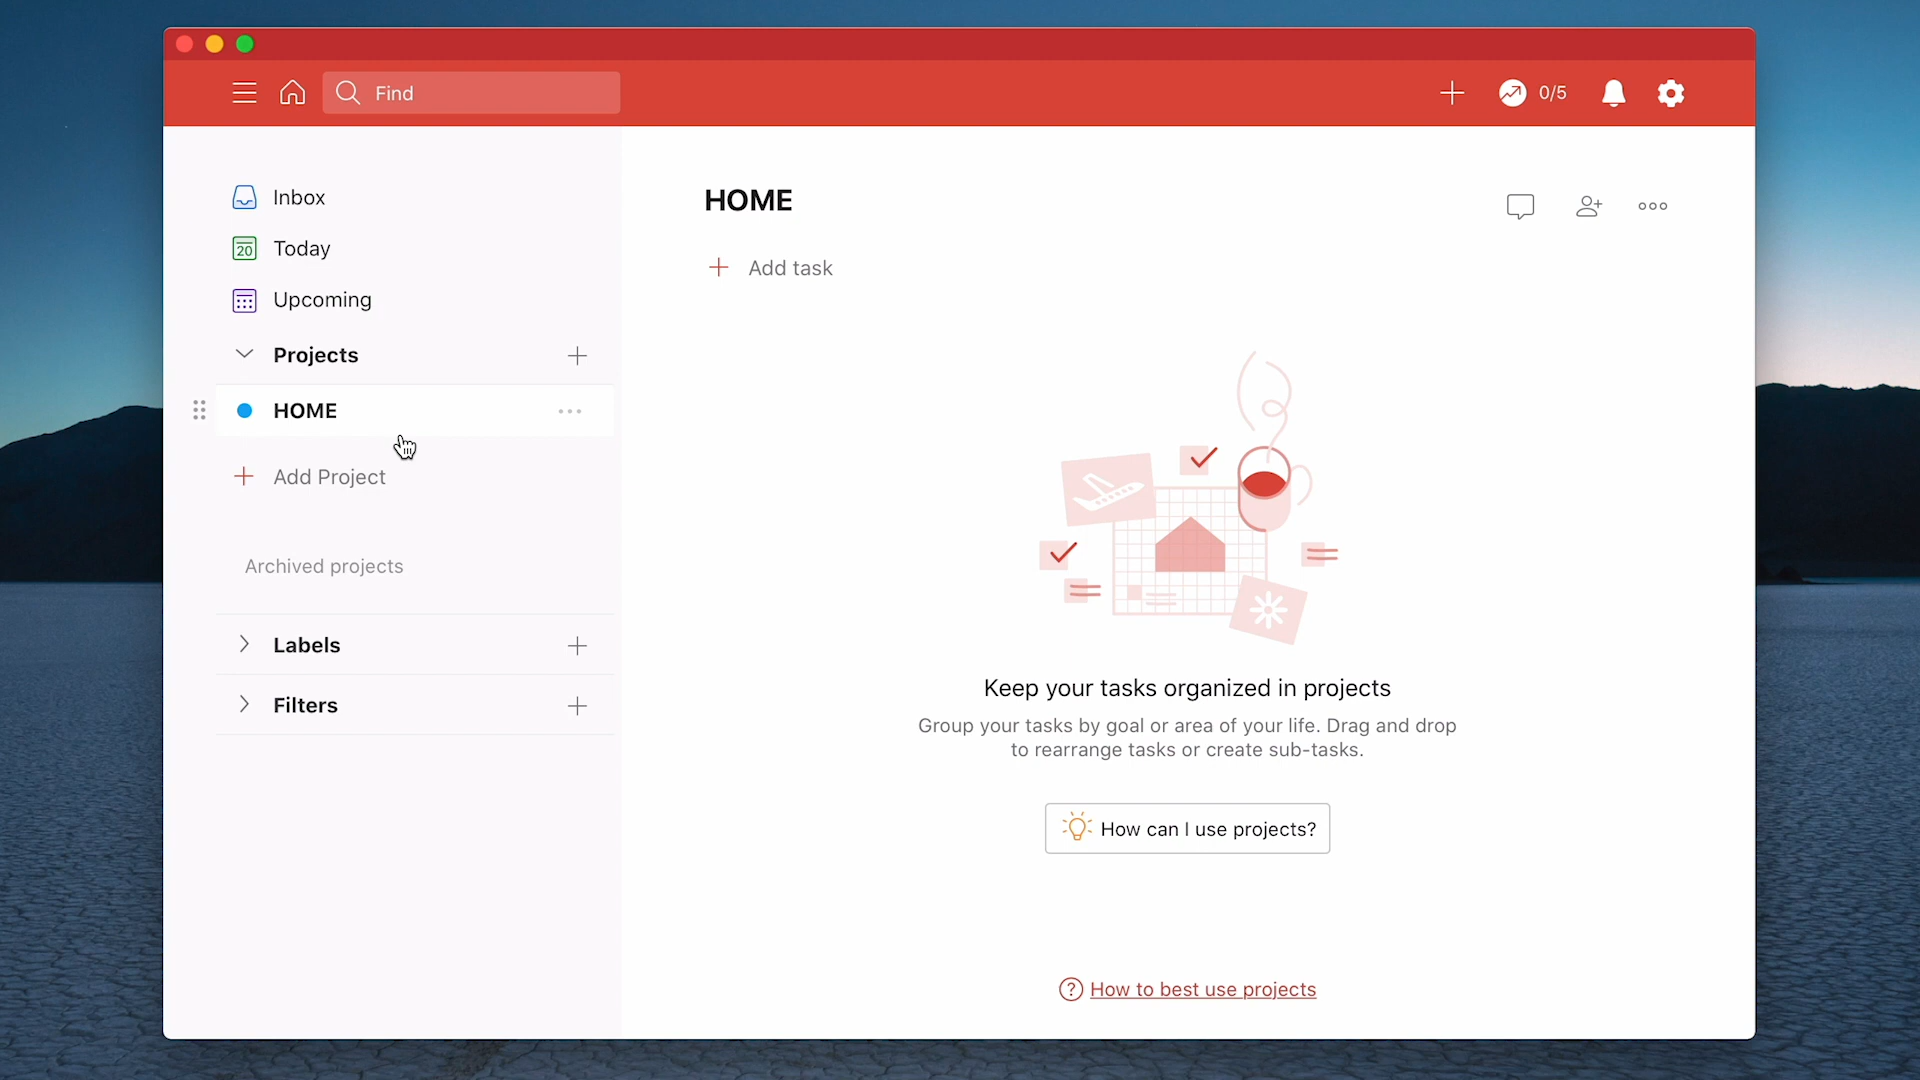 Find
0/5
Inbox
20
Today
Upcoming
Projects
HOME
Add Project
Archived projects
Labels
Filters
HOME
Add task
Keep your tasks organized in projects
Group your tasks by goal or area of your life. Drag and drop
to rearrange tasks or create sub-tasks.
How can I use projects?
? How to best use projects